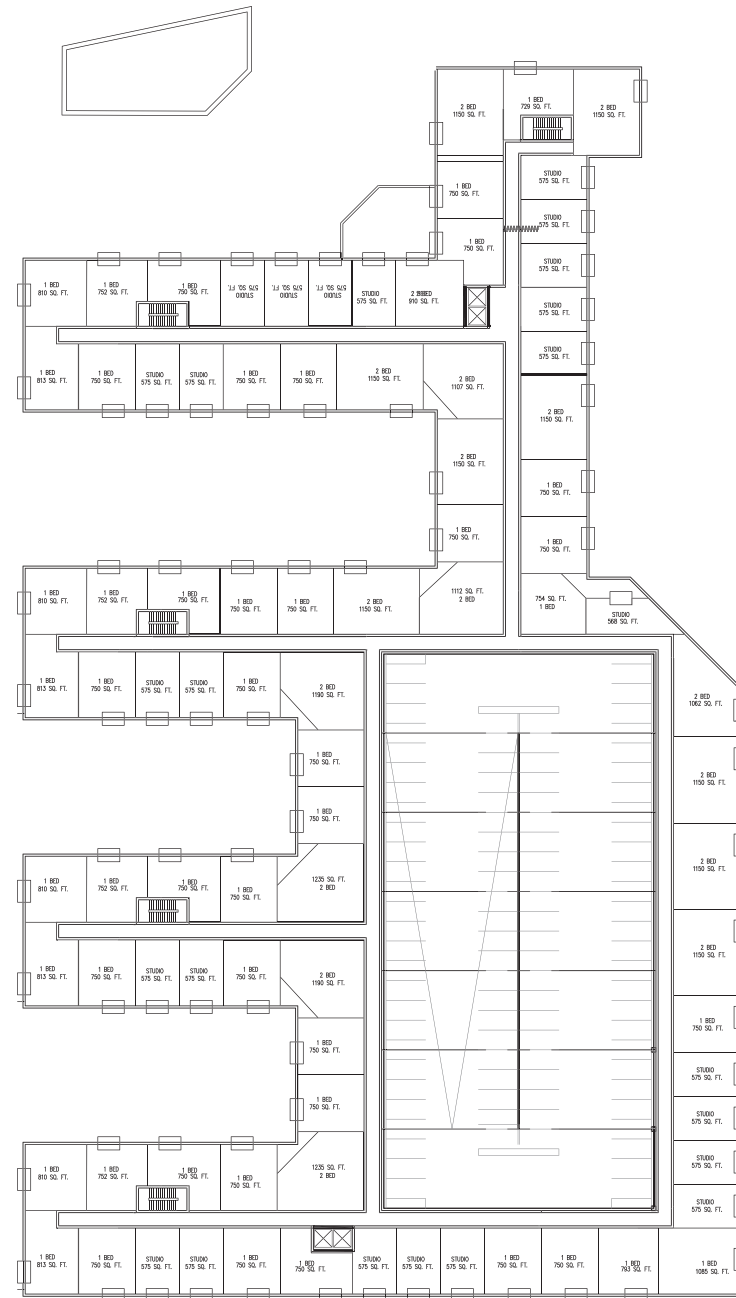 2 BED
1150 SQ. FT.
1 BED
729 SQ. FT.
2 BED
1150 SQ. FT.
STUDIO
575 SQ. FT.
1 BED
750 SQ. FT.
STUDIO
575 SQ. FT.
1 BED
750 SQ. FT.
STUDIO
575 SQ. FT.
1 BED
810 SQ. FT.
1 BED
752 SQ. FT.
1 BED
750 SQ. FT.
STUDIO
575 SQ. FT.
STUDIO
575 SQ. FT.
STUDIO
575 SQ. FT.
STUDIO
575 SQ. FT.
910 SQ. FT.
STUDIO
575 SQ. FT.
STUDIO
575 SQ. FT.
1 BED
813 SQ. FT.
1 BED
750 SQ. FT.
STUDIO
575 SQ. FT.
STUDIO
575 SQ. FT.
1 BED
750 SQ. FT.
1 BED
750 SQ. FT.
2 BED
1150 SQ. FT.
2 BED
1107 SQ. FT.
2 BED
1150 SQ. FT.
2 BED
1150 SQ. FT.
1 BED
750 SQ. FT.
1 BED
750 SQ. FT.
1 BED
750 SQ. FT.
1 BED
810 SQ. FT.
1 BED
752 SQ. FT.
1 BED
750 SQ. FT.
1 BED
750 SQ. FT.
1 BED
750 SQ. FT.
2 BED
1150 SQ. FT.
1112 SQ. FT.
2 BED
754 SQ. FT.
1 BED
STUDIO
568 SQ. FT.
1 BED
813 SQ. FT.
1 BED
750 SQ. FT.
STUDIO
575 SQ. FT.
STUDIO
575 SQ. FT.
1 BED
750 SQ. FT.
2 BED
1190 SQ. FT.
2 BED
1062 SQ. FT.
1 BED
750 SQ. FT.
2 BED
1150 SQ. FT.
1 BED
750 SQ. FT.
1 BED
810 SQ. FT.
1 BED
752 SQ. FT.
1 BED
750 SQ. FT.
1 BED
750 SQ. FT.
1235 SQ. FT.
2 BED
2 BED
1150 SQ. FT.
1 BED
813 SQ. FT.
1 BED
750 SQ. FT.
STUDIO
575 SQ. FT.
STUDIO
575 SQ. FT.
1 BED
750 SQ. FT.
2 BED
1190 SQ. FT.
2 BED
1150 SQ. FT.
1 BED
750 SQ. FT.
1 BED
750 SQ. FT.
1 BED
750 SQ. FT.
STUDIO
575 SQ. FT.
STUDIO
575 SQ. FT.
1 BED
810 SQ. FT.
1 BED
752 SQ. FT.
1 BED
750 SQ. FT.
1 BED
750 SQ. FT.
1235 SQ. FT.
2 BED
STUDIO
575 SQ. FT.
STUDIO
575 SQ. FT.
1 BED
813 SQ. FT.
1 BED
750 SQ. FT.
STUDIO
575 SQ. FT.
STUDIO
575 SQ. FT.
1 BED
750 SQ. FT.
1 BED
750 SQ. FT.
STUDIO
575 SQ. FT.
STUDIO
575 SQ. FT.
STUDIO
575 SQ. FT.
1 BED
750 SQ. FT.
1 BED
750 SQ. FT.
1 BED
793 SQ. FT.
1 BED
1085 SQ. FT.